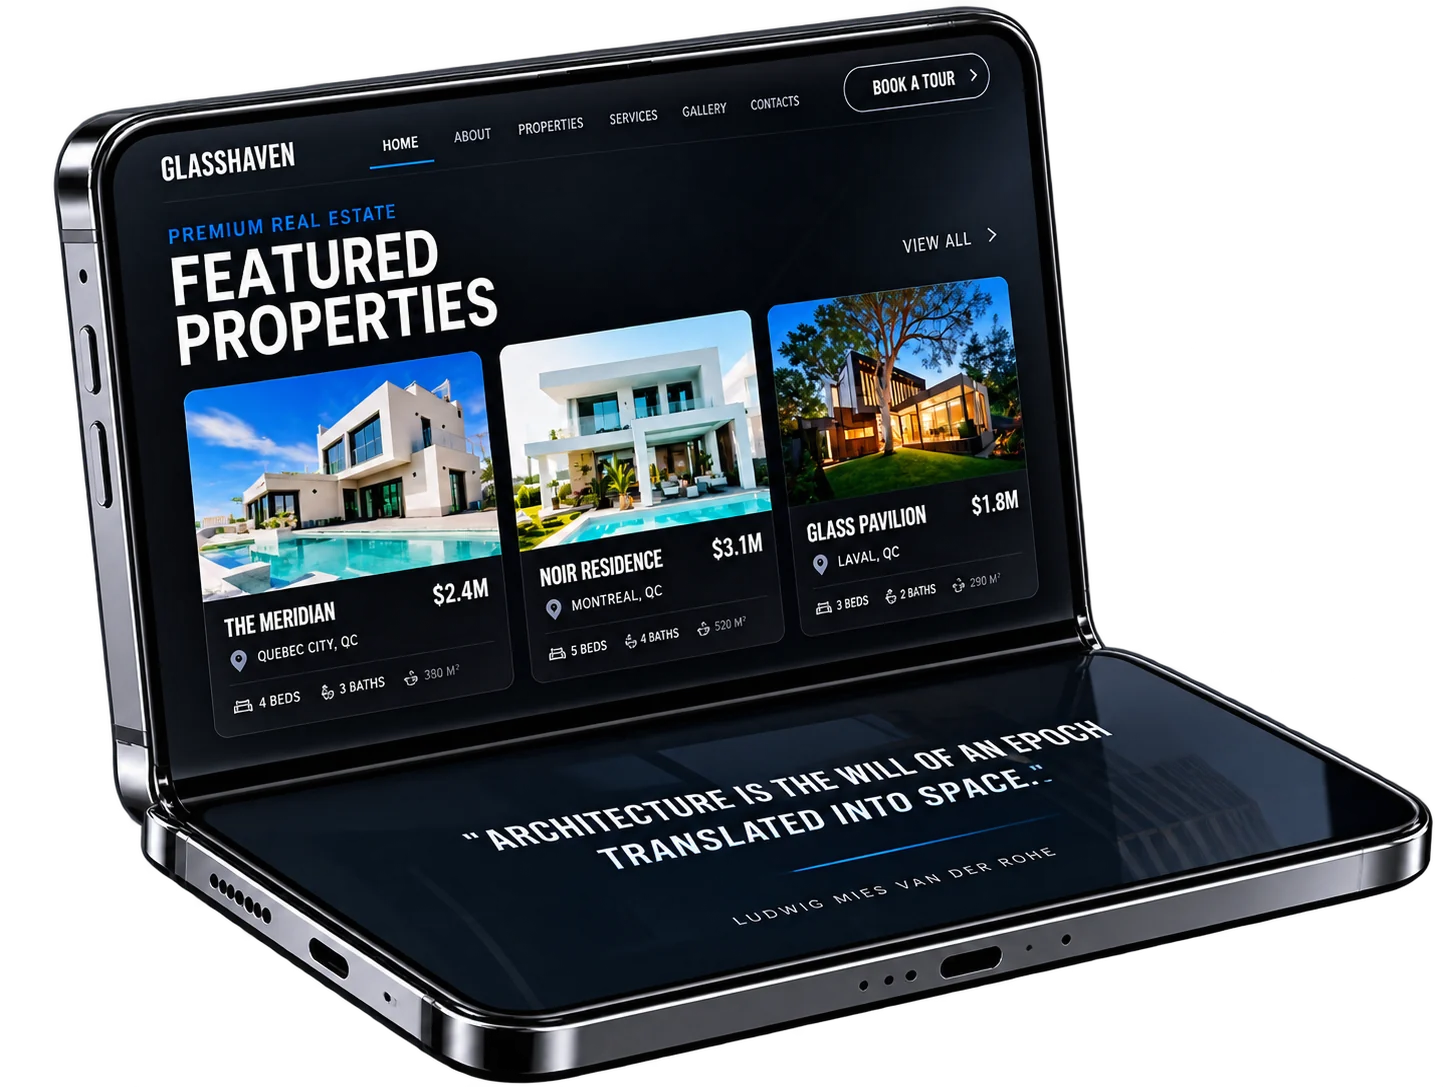 GLASSHAVEN
HOME
ABOUT
PROPERTIES
SERVICES
GALLERY
CONTACTS
BOOK A TOUR
PREMIUM REAL ESTATE
FEATURED
PROPERTIES
VIEW ALL
THE MERIDIAN
$2.4M
QUEBEC CITY, QC
4 BEDS
3 BATHS
380 M²
NOIR RESIDENCE
$3.1M
MONTREAL, QC
5 BEDS
4 BATHS
520 M²
GLASS PAVILION
$1.8M
LAVAL, QC
3 BEDS
2 BATHS
290 M²
"ARCHITECTURE IS THE WILL OF AN EPOCH
TRANSLATED INTO SPACE."
LUDWIG MIES VAN DER ROHE